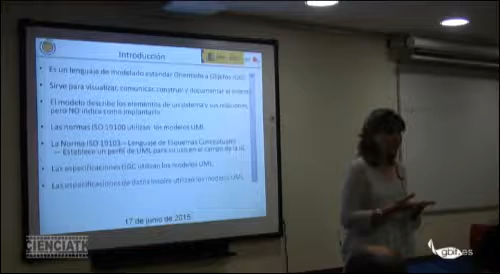 Introducción
• Es un lenguaje de modelado estándar Orientado a Objetos (OO)
• Sirve para visualizar, comunicar, construir y documentar el sistema
• El modelo describe los elementos de un sistema y sus relaciones,
pero NO indica como implantarlo
• Las normas ISO 19100 utilizan los modelos UML
• La Norma ISO 19103 – Lenguaje de Esquemas Conceptuales
— Establece un perfil de UML para su uso en el campo de la IG
• Las especificaciones OGC utilizan los modelos UML
• Las especificaciones de datos Inspire utilizan los modelos UML
17 de junio de 2015
CIENCIATK
gbif.es